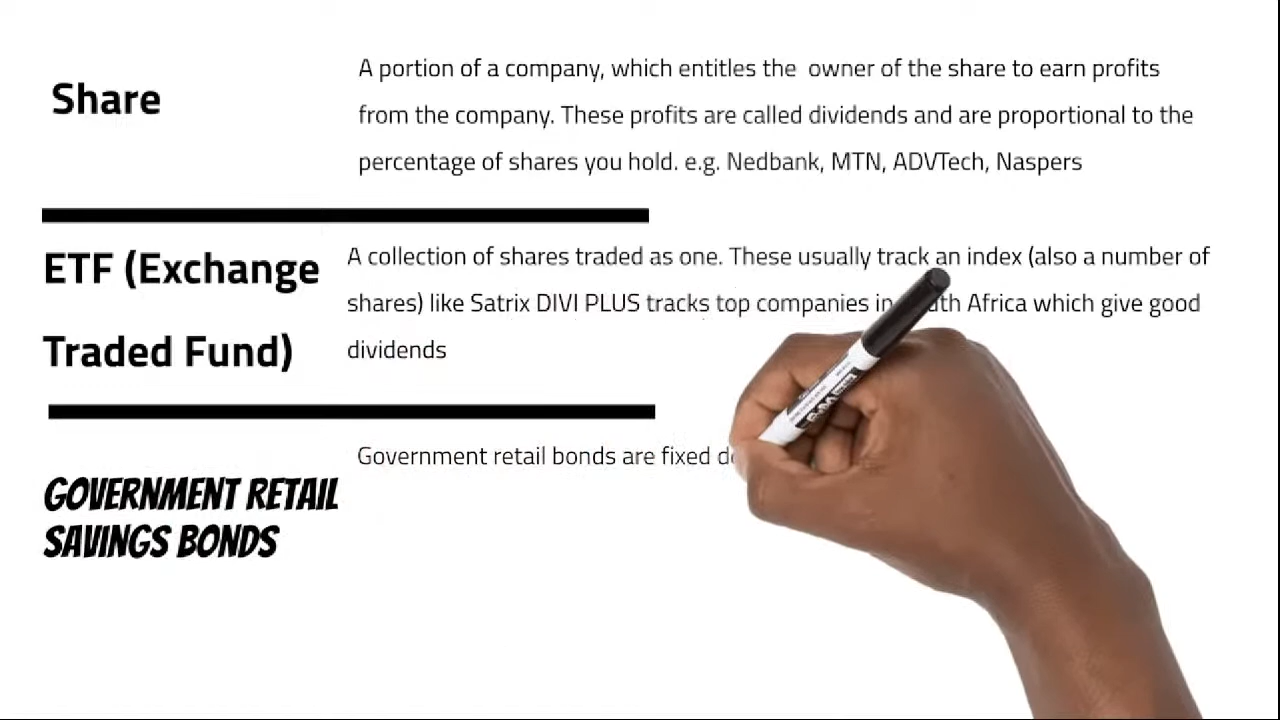 Share
A portion of a company, which entitles the owner of the share to earn profits
from the company. These profits are called dividends and are proportional to the
percentage of shares you hold. e.g. Nedbank, MTN, ADVTech, Naspers
ETF (Exchange
Traded Fund)
A collection of shares traded as one. These usually track an index (also a number of
shares) like Satrix DIVI PLUS tracks top companies in Africa which give good
dividends
GOVERNMENT RETAIL
SAVINGS BONDS
Government retail bonds are fixed